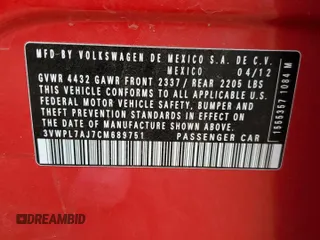 MFD-BY VOLKSWAGEN DE MEXICO S.A. DE C.V.
MEXICO 04/12
GVWR 4432 GAWR FRONT 2337/ REAR 2205 LBS
THIS VEHICLE CONFORMS TO ALL APPLICABLE U.S.
FEDERAL MOTOR VEHICLE SAFETY, BUMPER AND
THEFT PREVENTION STANDARDS IN EFFECT ON
THE DATE OF MANUFACTURE SHOWN ABOVE.
3VWPL7AJ7CM689751 PASSENGER CAR
1565357 1084 M
© DREAMBID